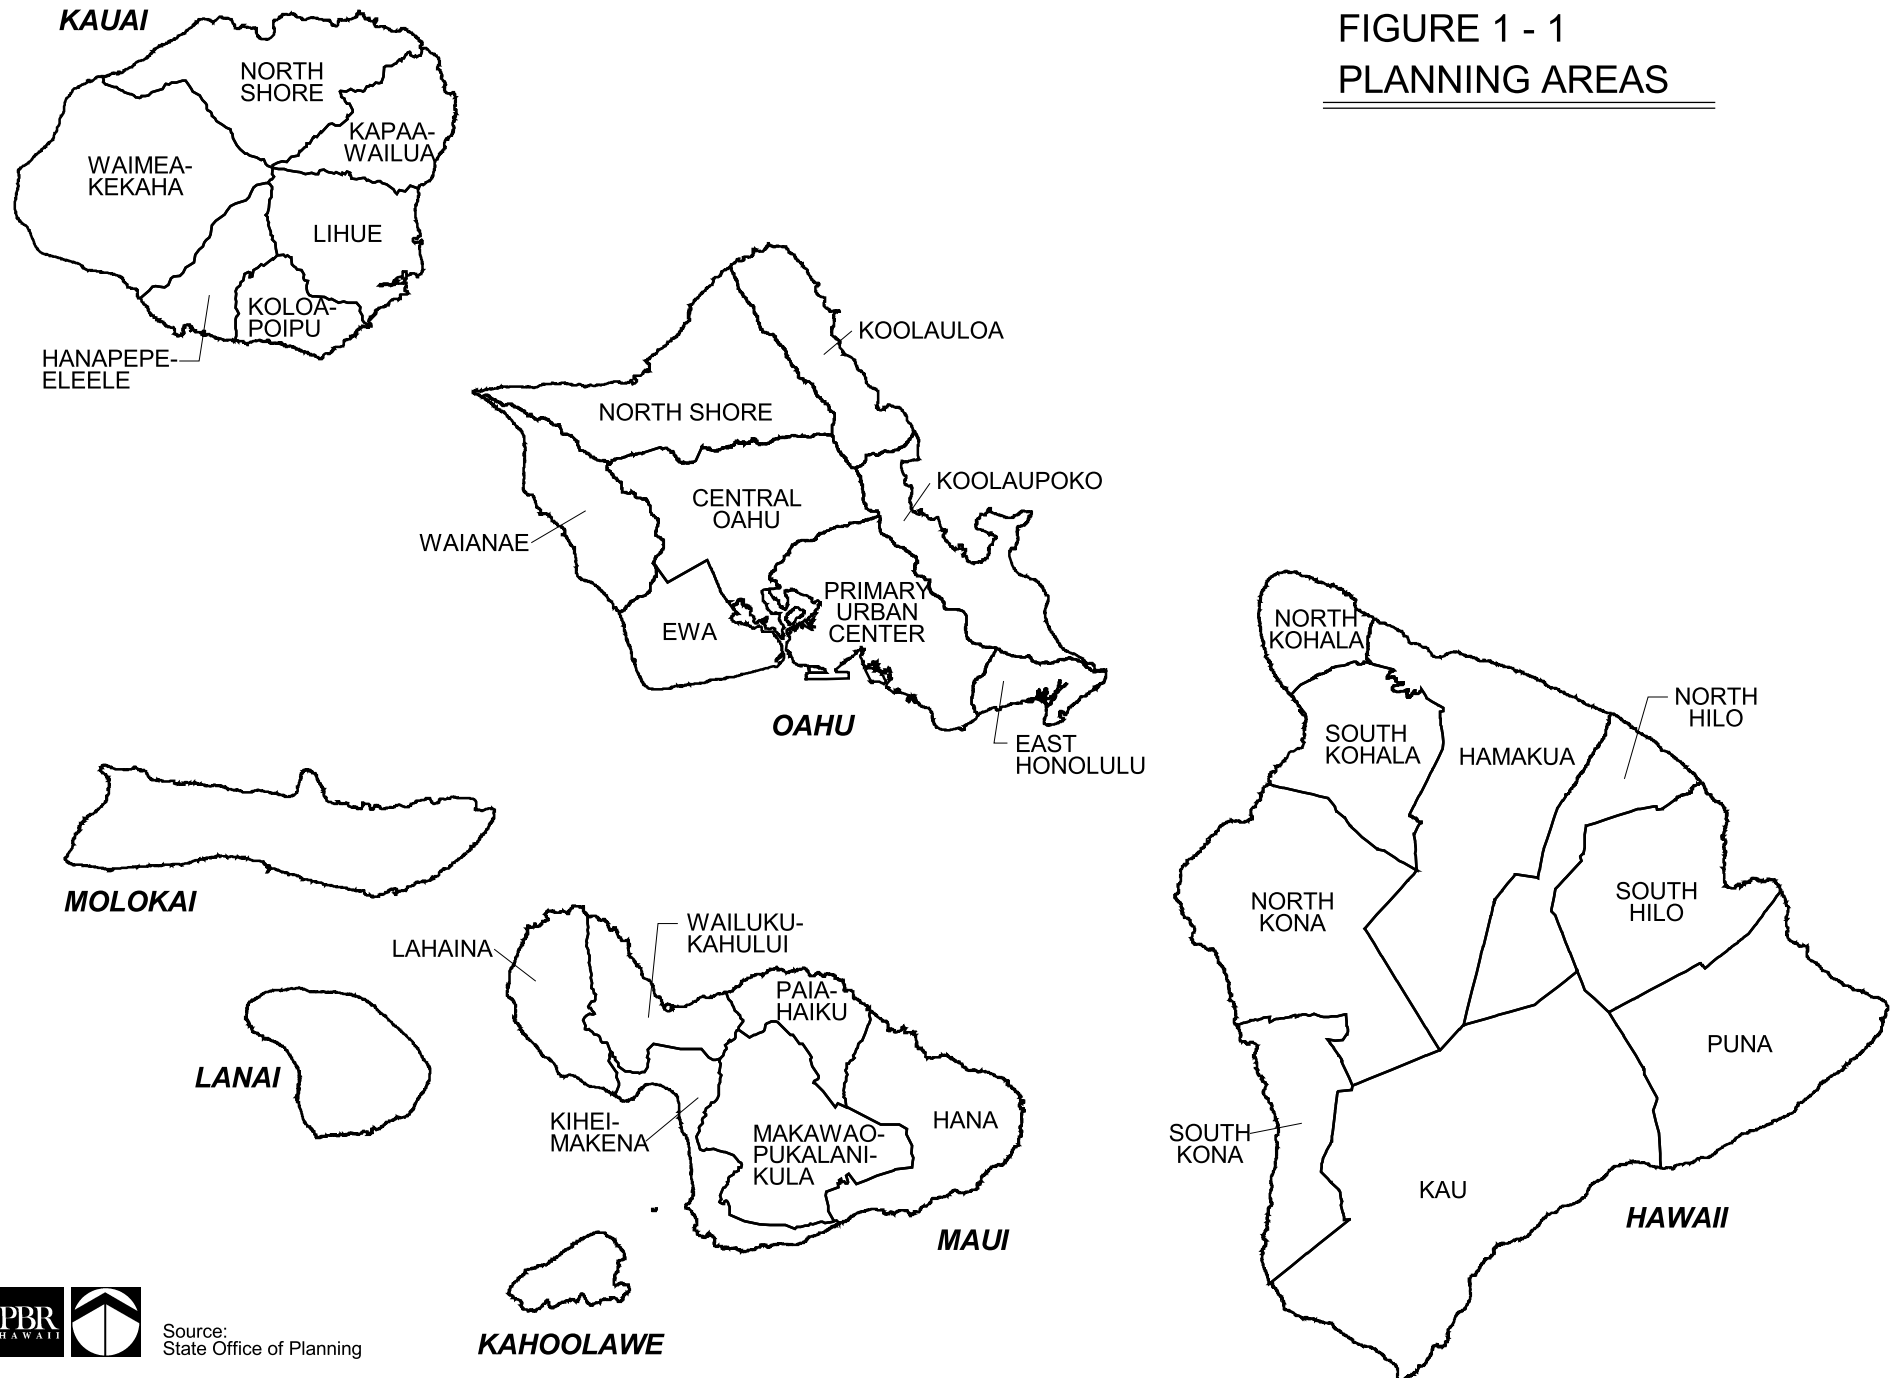 FIGURE 1 - 1
PLANNING AREAS
KAUAI
NORTH
SHORE
KAPAA-
WAILUA
WAIMEA-
KEKAHA
LIHUE
KOLOA-
POIPU
HANAPEPE-
ELEELE
KOOLAULOA
NORTH SHORE
KOOLAUPOKO
CENTRAL
OAHU
WAIANAE
PRIMARY
URBAN
CENTER
EWA
OAHU
EAST
HONOLULU
MOLOKAI
LANAI
LAHAINA
WAILUKU-
KAHULUI
PAIA-
HAIKU
KIHEI-
MAKENA
MAKAWAO-
PUKALANI-
KULA
HANA
MAUI
KAHOOLAWE
NORTH
KOHALA
SOUTH
KOHALA
HAMAKUA
NORTH
HILO
NORTH
KONA
SOUTH
HILO
PUNA
SOUTH
KONA
KAU
HAWAII
PBR
HAWAII
Source:
State Office of Planning